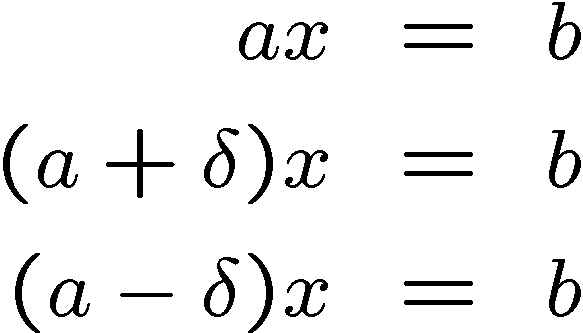 ax = b
(a + δ)x = b
(a − δ)x = b